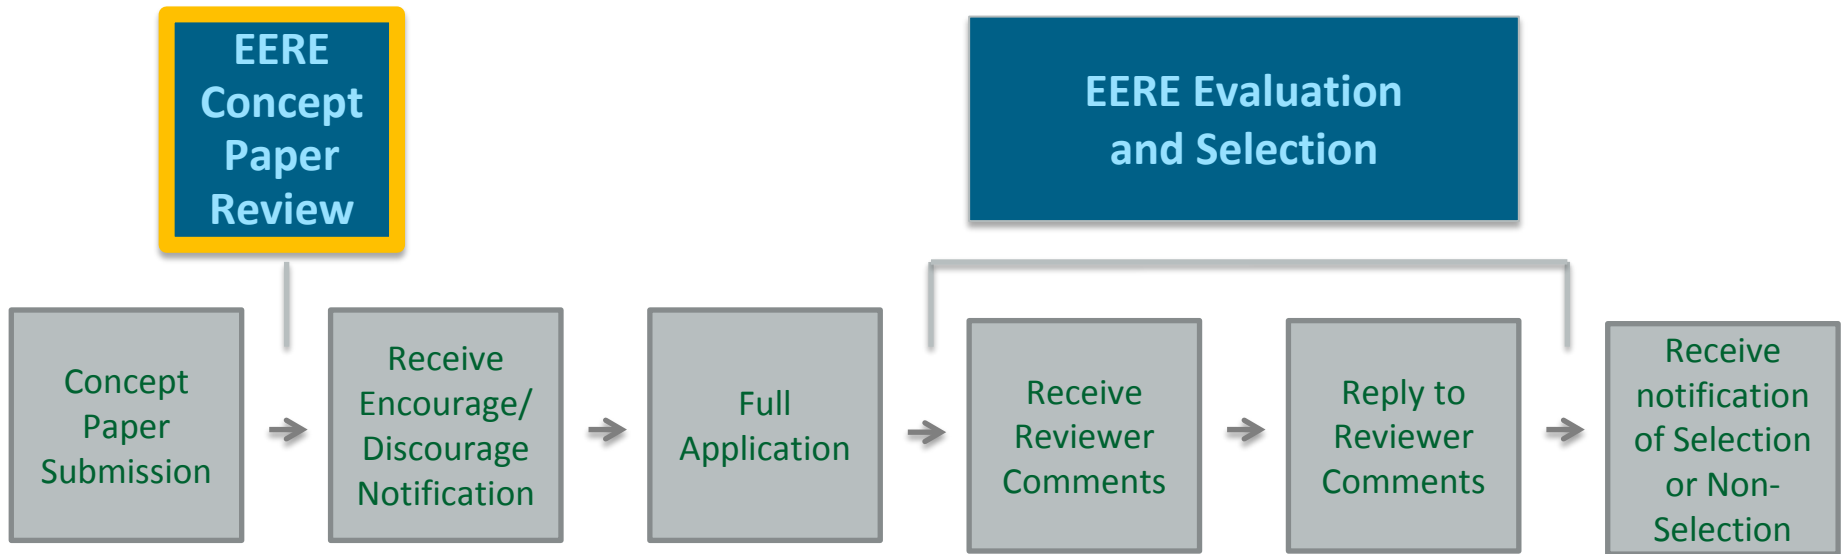 EERE
Concept
Paper
Review
EERE Evaluation
and Selection
Concept
Paper
Submission
Receive
Encourage/
Discourage
Notification
Full
Application
Receive
Reviewer
Comments
Reply to
Reviewer
Comments
Receive
notification
of Selection
or Non-
Selection